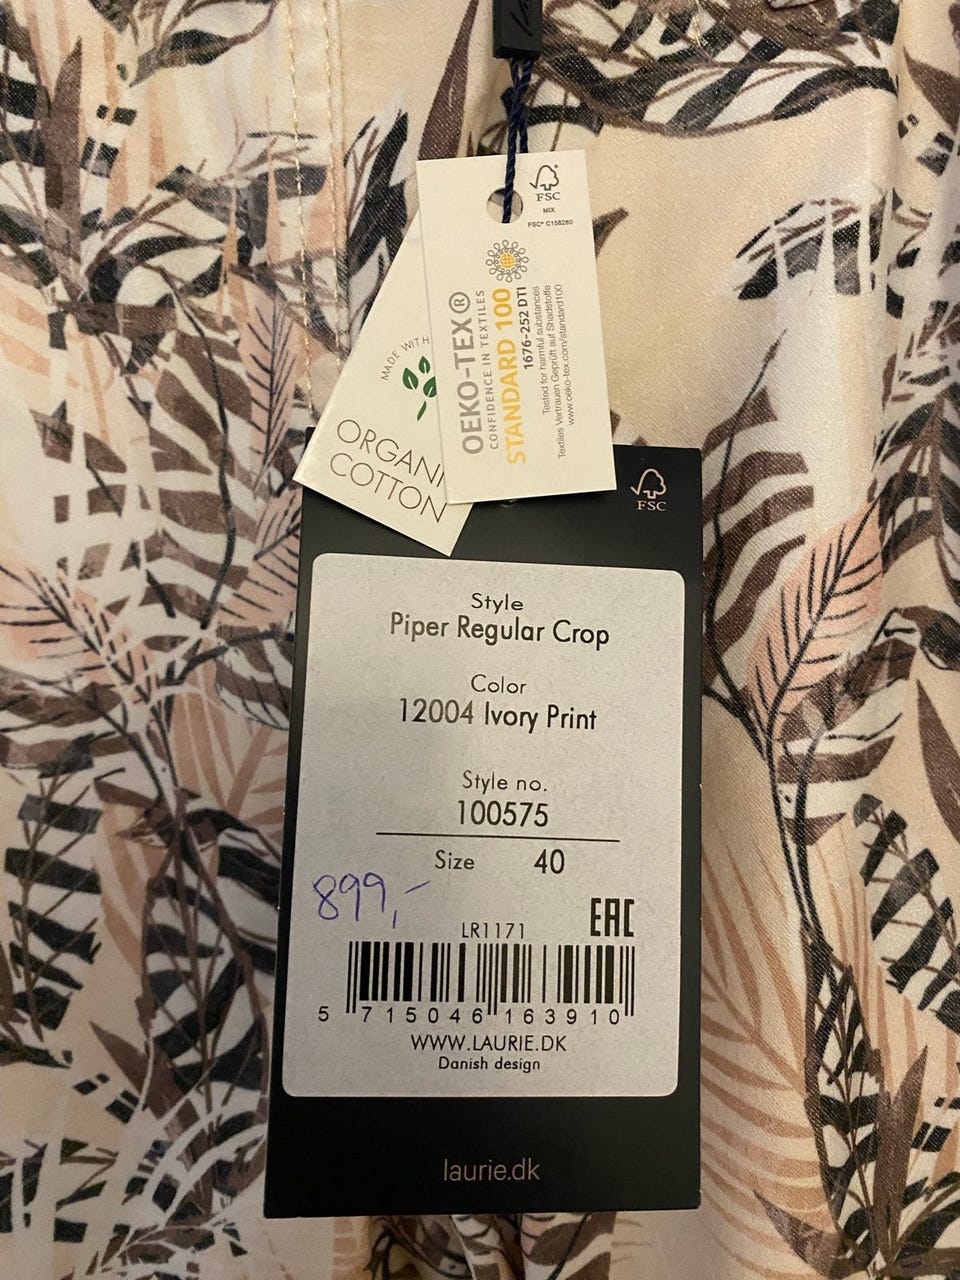 FSC
MIX
FSC® C158280
OEKO-TEX®
CONFIDENCE IN TEXTILES
STANDARD 100
1676-252 DTI
Tested for harmful substances
Textiles Vertrauen Geprüft auf Shadstoffe
www.oeko-tex.com/standard100
MADE WITH
ORGANI
COTTON
FSC
Style
Piper Regular Crop
Color
12004 Ivory Print
Style no.
100575
Size 40
899,-
EAC
LR1171
5 715046 163910
WWW.LAURIE.DK
Danish design
laurie.dk